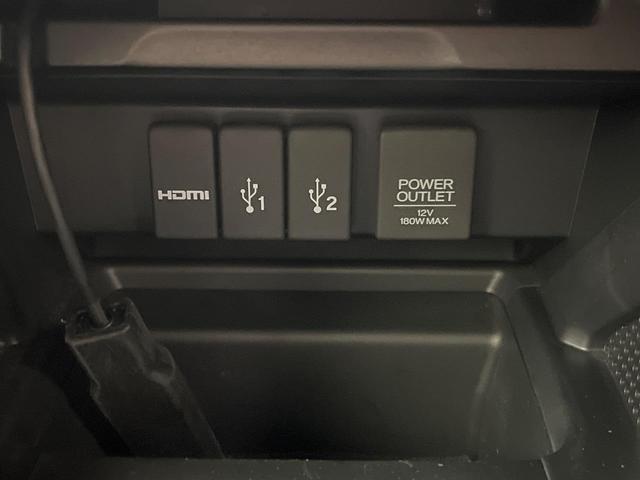 HDMI
1
2
POWER
OUTLET
12V
180W MAX